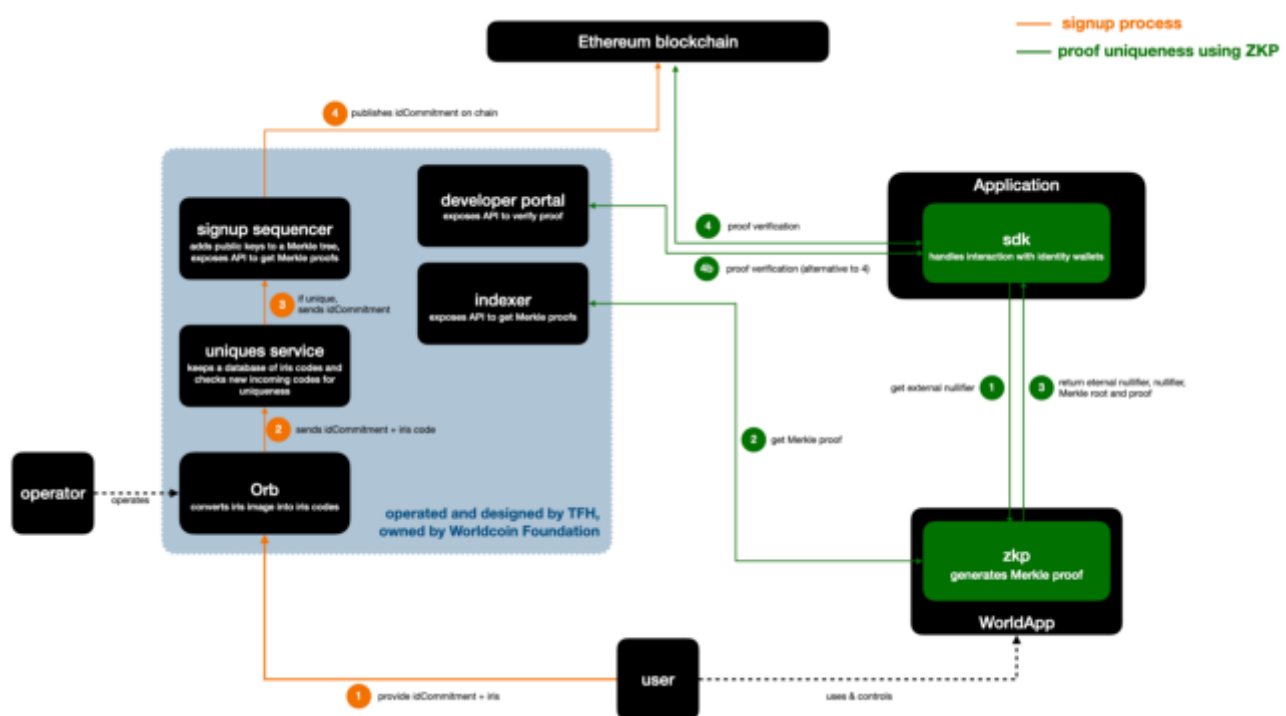 signup process
proof uniqueness using ZKP
Ethereum blockchain
4
publishes idCommitment on chain
developer portal
exposes API to verify proof
signup sequencer
adds public keys to a Merkle tree,
exposes API to get Merkle proofs
Application
sdk
handles interaction with identity wallets
4
proof verification
4b
proof verification (alternative to 4)
3
if unique,
sends idCommitment
indexer
exposes API to get Merkle proofs
uniques service
keeps a database of iris codes and
checks new incoming codes for
uniqueness
get external nullifier
1
3
return eternal nullifier, nullifier,
Merkle root and proof
2
sends idCommitment + iris code
2
get Merkle proof
operator
operates
Orb
converts iris image into iris codes
operated and designed by TFH,
owned by Worldcoin Foundation
zkp
generates Merkle proof
WorldApp
user
1
provide idCommitment + iris
uses & controls